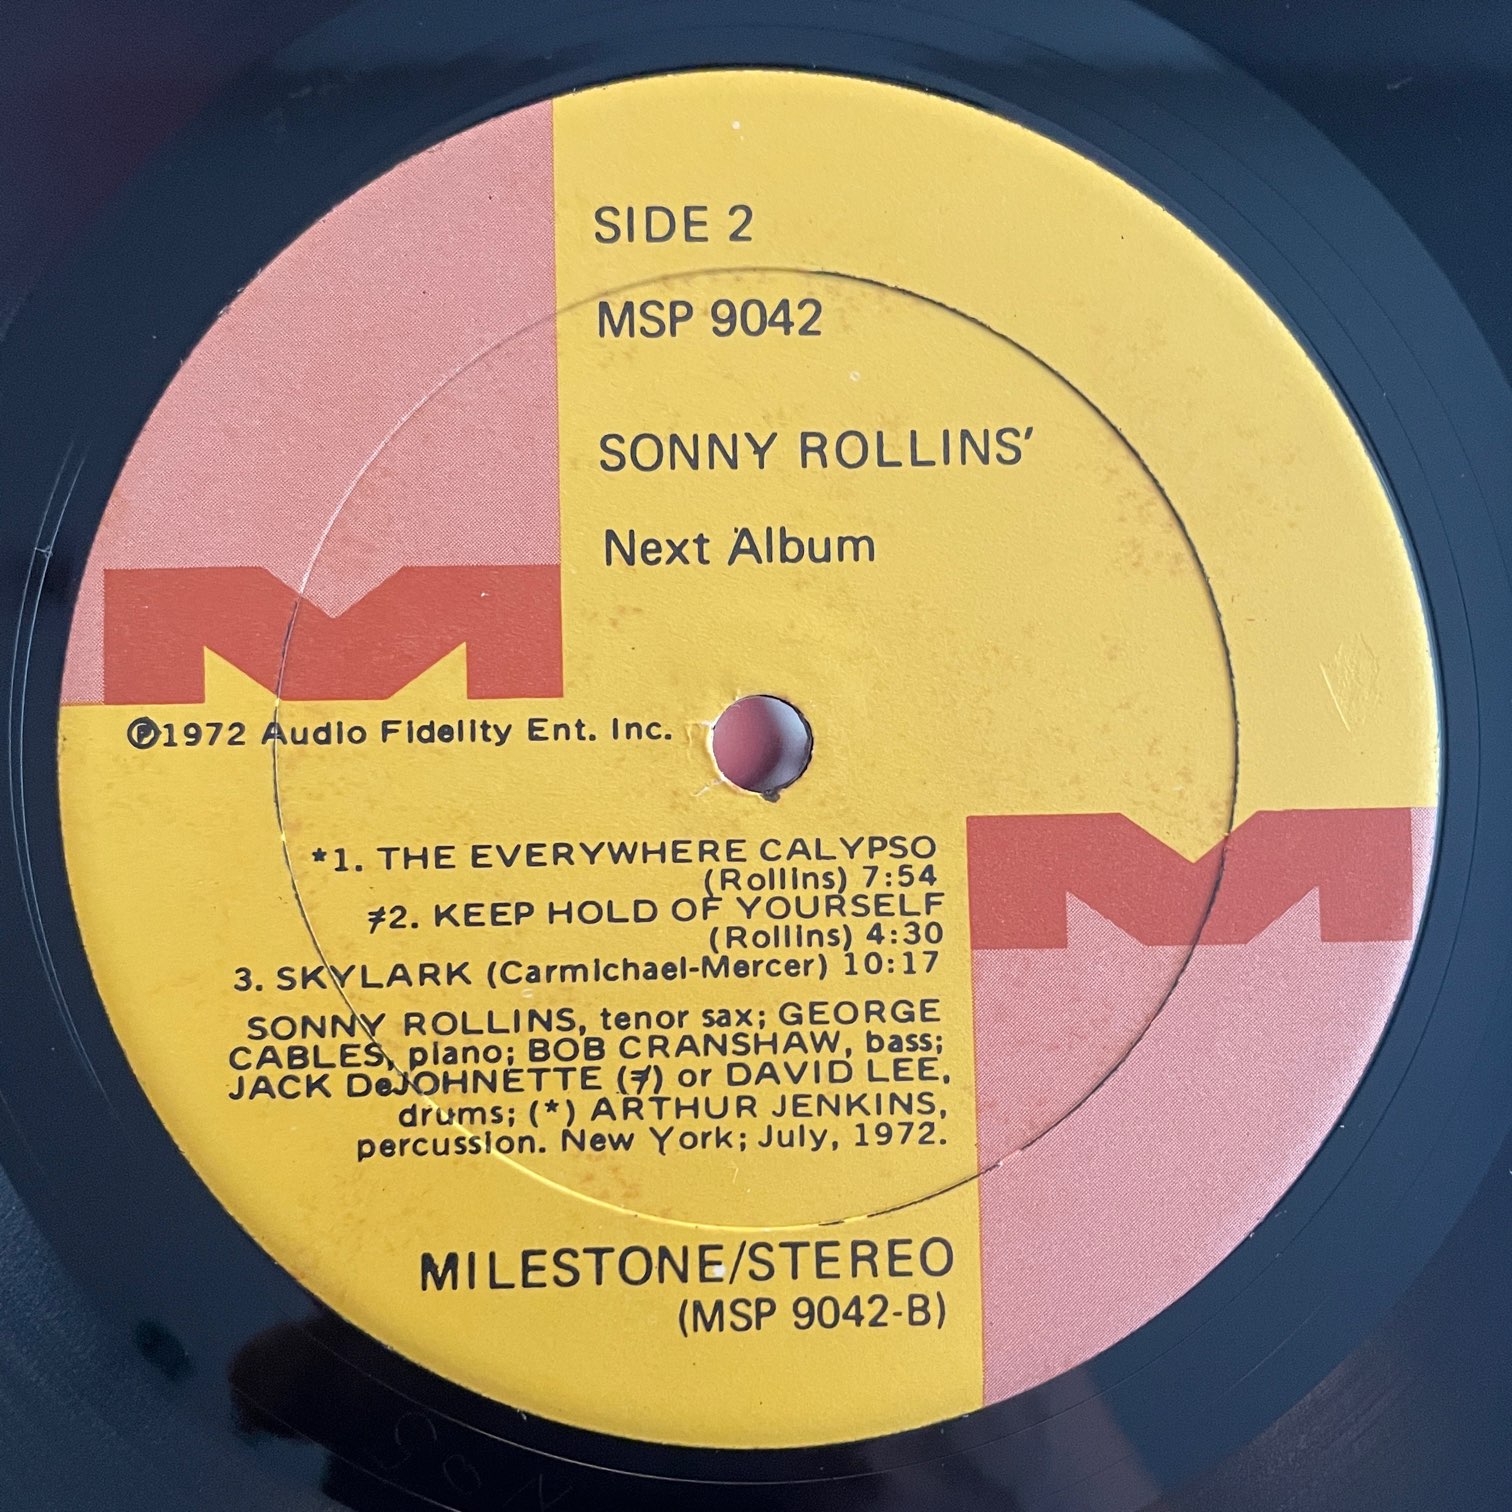 SIDE 2
MSP 9042
SONNY ROLLINS'
Next Album
Ⓟ1972 Audio Fidelity Ent. Inc.
*1. THE EVERYWHERE CALYPSO
(Rollins) 7:54
≠2. KEEP HOLD OF YOURSELF
(Rollins) 4:30
3. SKYLARK (Carmichael-Mercer) 10:17
SONNY ROLLINS, tenor sax; GEORGE
CABLES, piano; BOB CRANSHAW, bass;
JACK DeJOHNETTE (≠) or DAVID LEE,
drums; (*) ARTHUR JENKINS,
percussion. New York; July, 1972.
MILESTONE/STEREO
(MSP 9042-B)